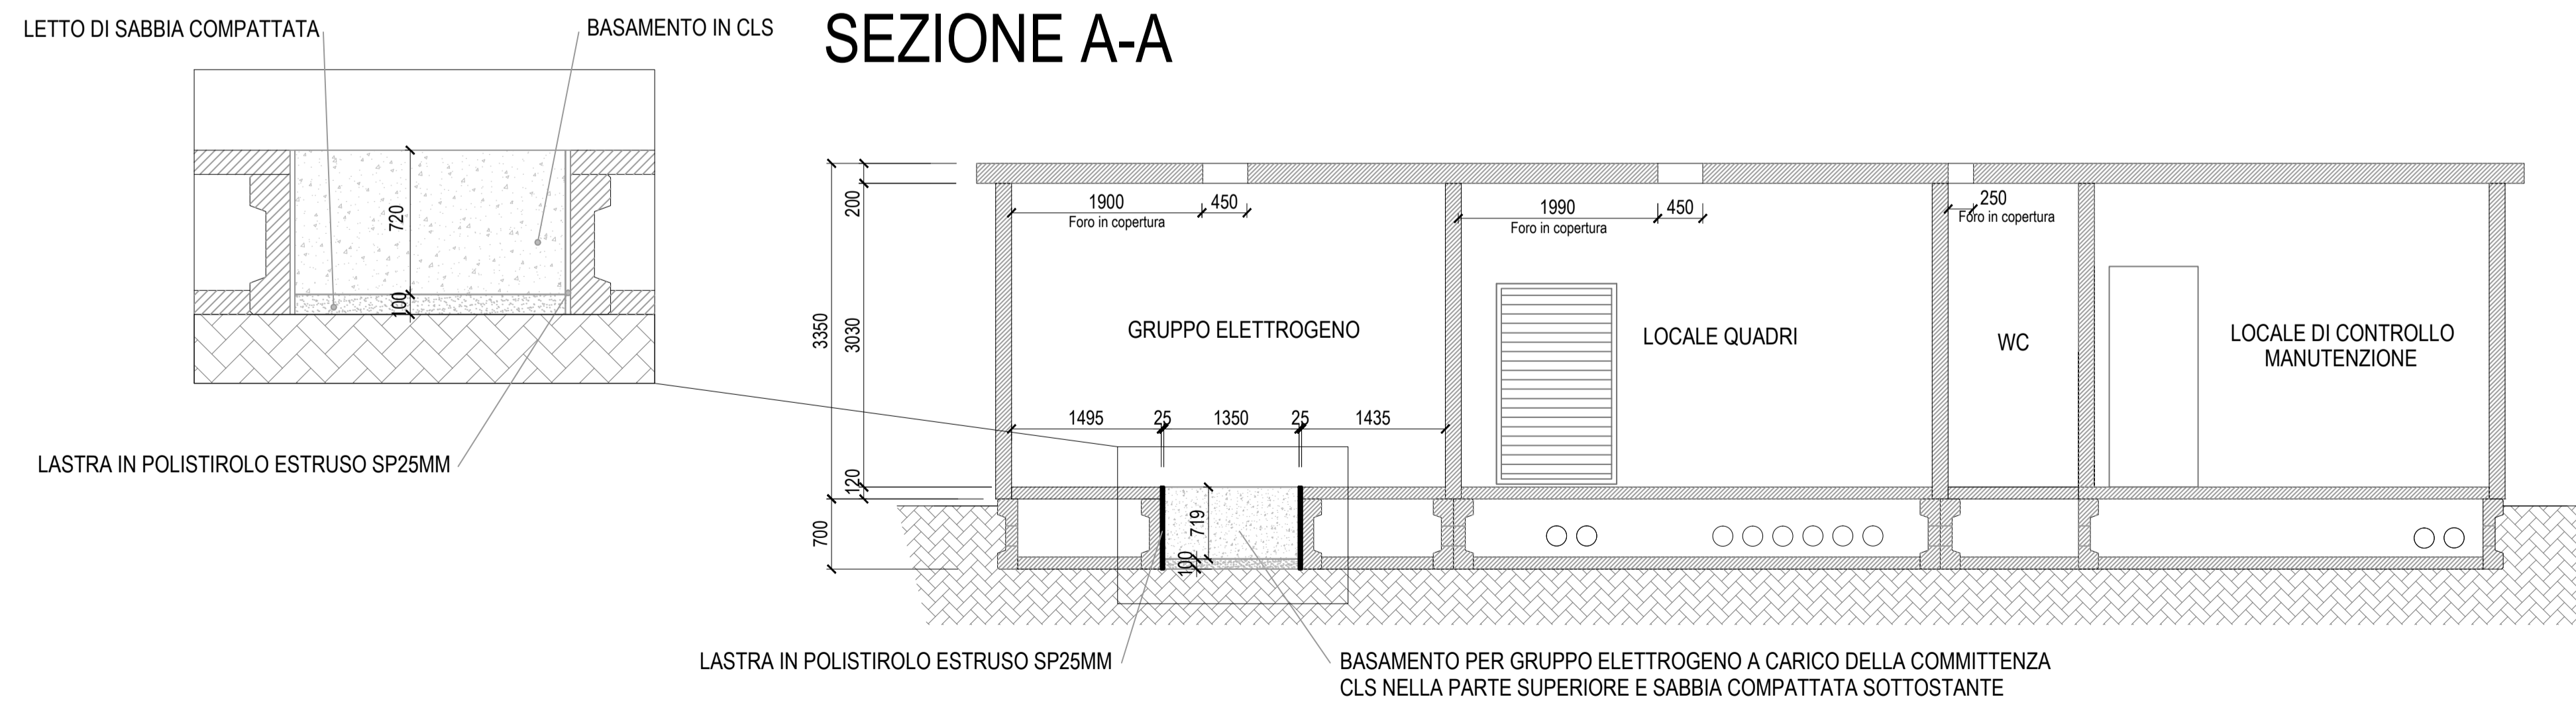 LETTO DI SABBIA COMPATTATA
BASAMENTO IN CLS
SEZIONE A-A
720
100
LASTRA IN POLISTIROLO ESTRUSO SP25MM
200
3350
3030
120
700
1900
450
Foro in copertura
1990
450
Foro in copertura
250
Foro in copertura
GRUPPO ELETTROGENO
LOCALE QUADRI
WC
LOCALE DI CONTROLLO
MANUTENZIONE
1495
25
1350
25
1435
719
100
LASTRA IN POLISTIROLO ESTRUSO SP25MM
BASAMENTO PER GRUPPO ELETTROGENO A CARICO DELLA COMMITTENZA
CLS NELLA PARTE SUPERIORE E SABBIA COMPATTATA SOTTOSTANTE